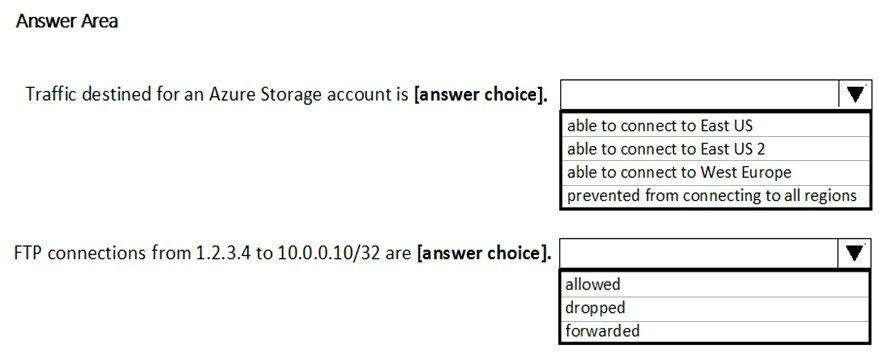 Answer Area
Traffic destined for an Azure Storage account is [answer choice].
able to connect to East US
able to connect to East US 2
able to connect to West Europe
prevented from connecting to all regions
FTP connections from 1.2.3.4 to 10.0.0.10/32 are [answer choice].
allowed
dropped
forwarded